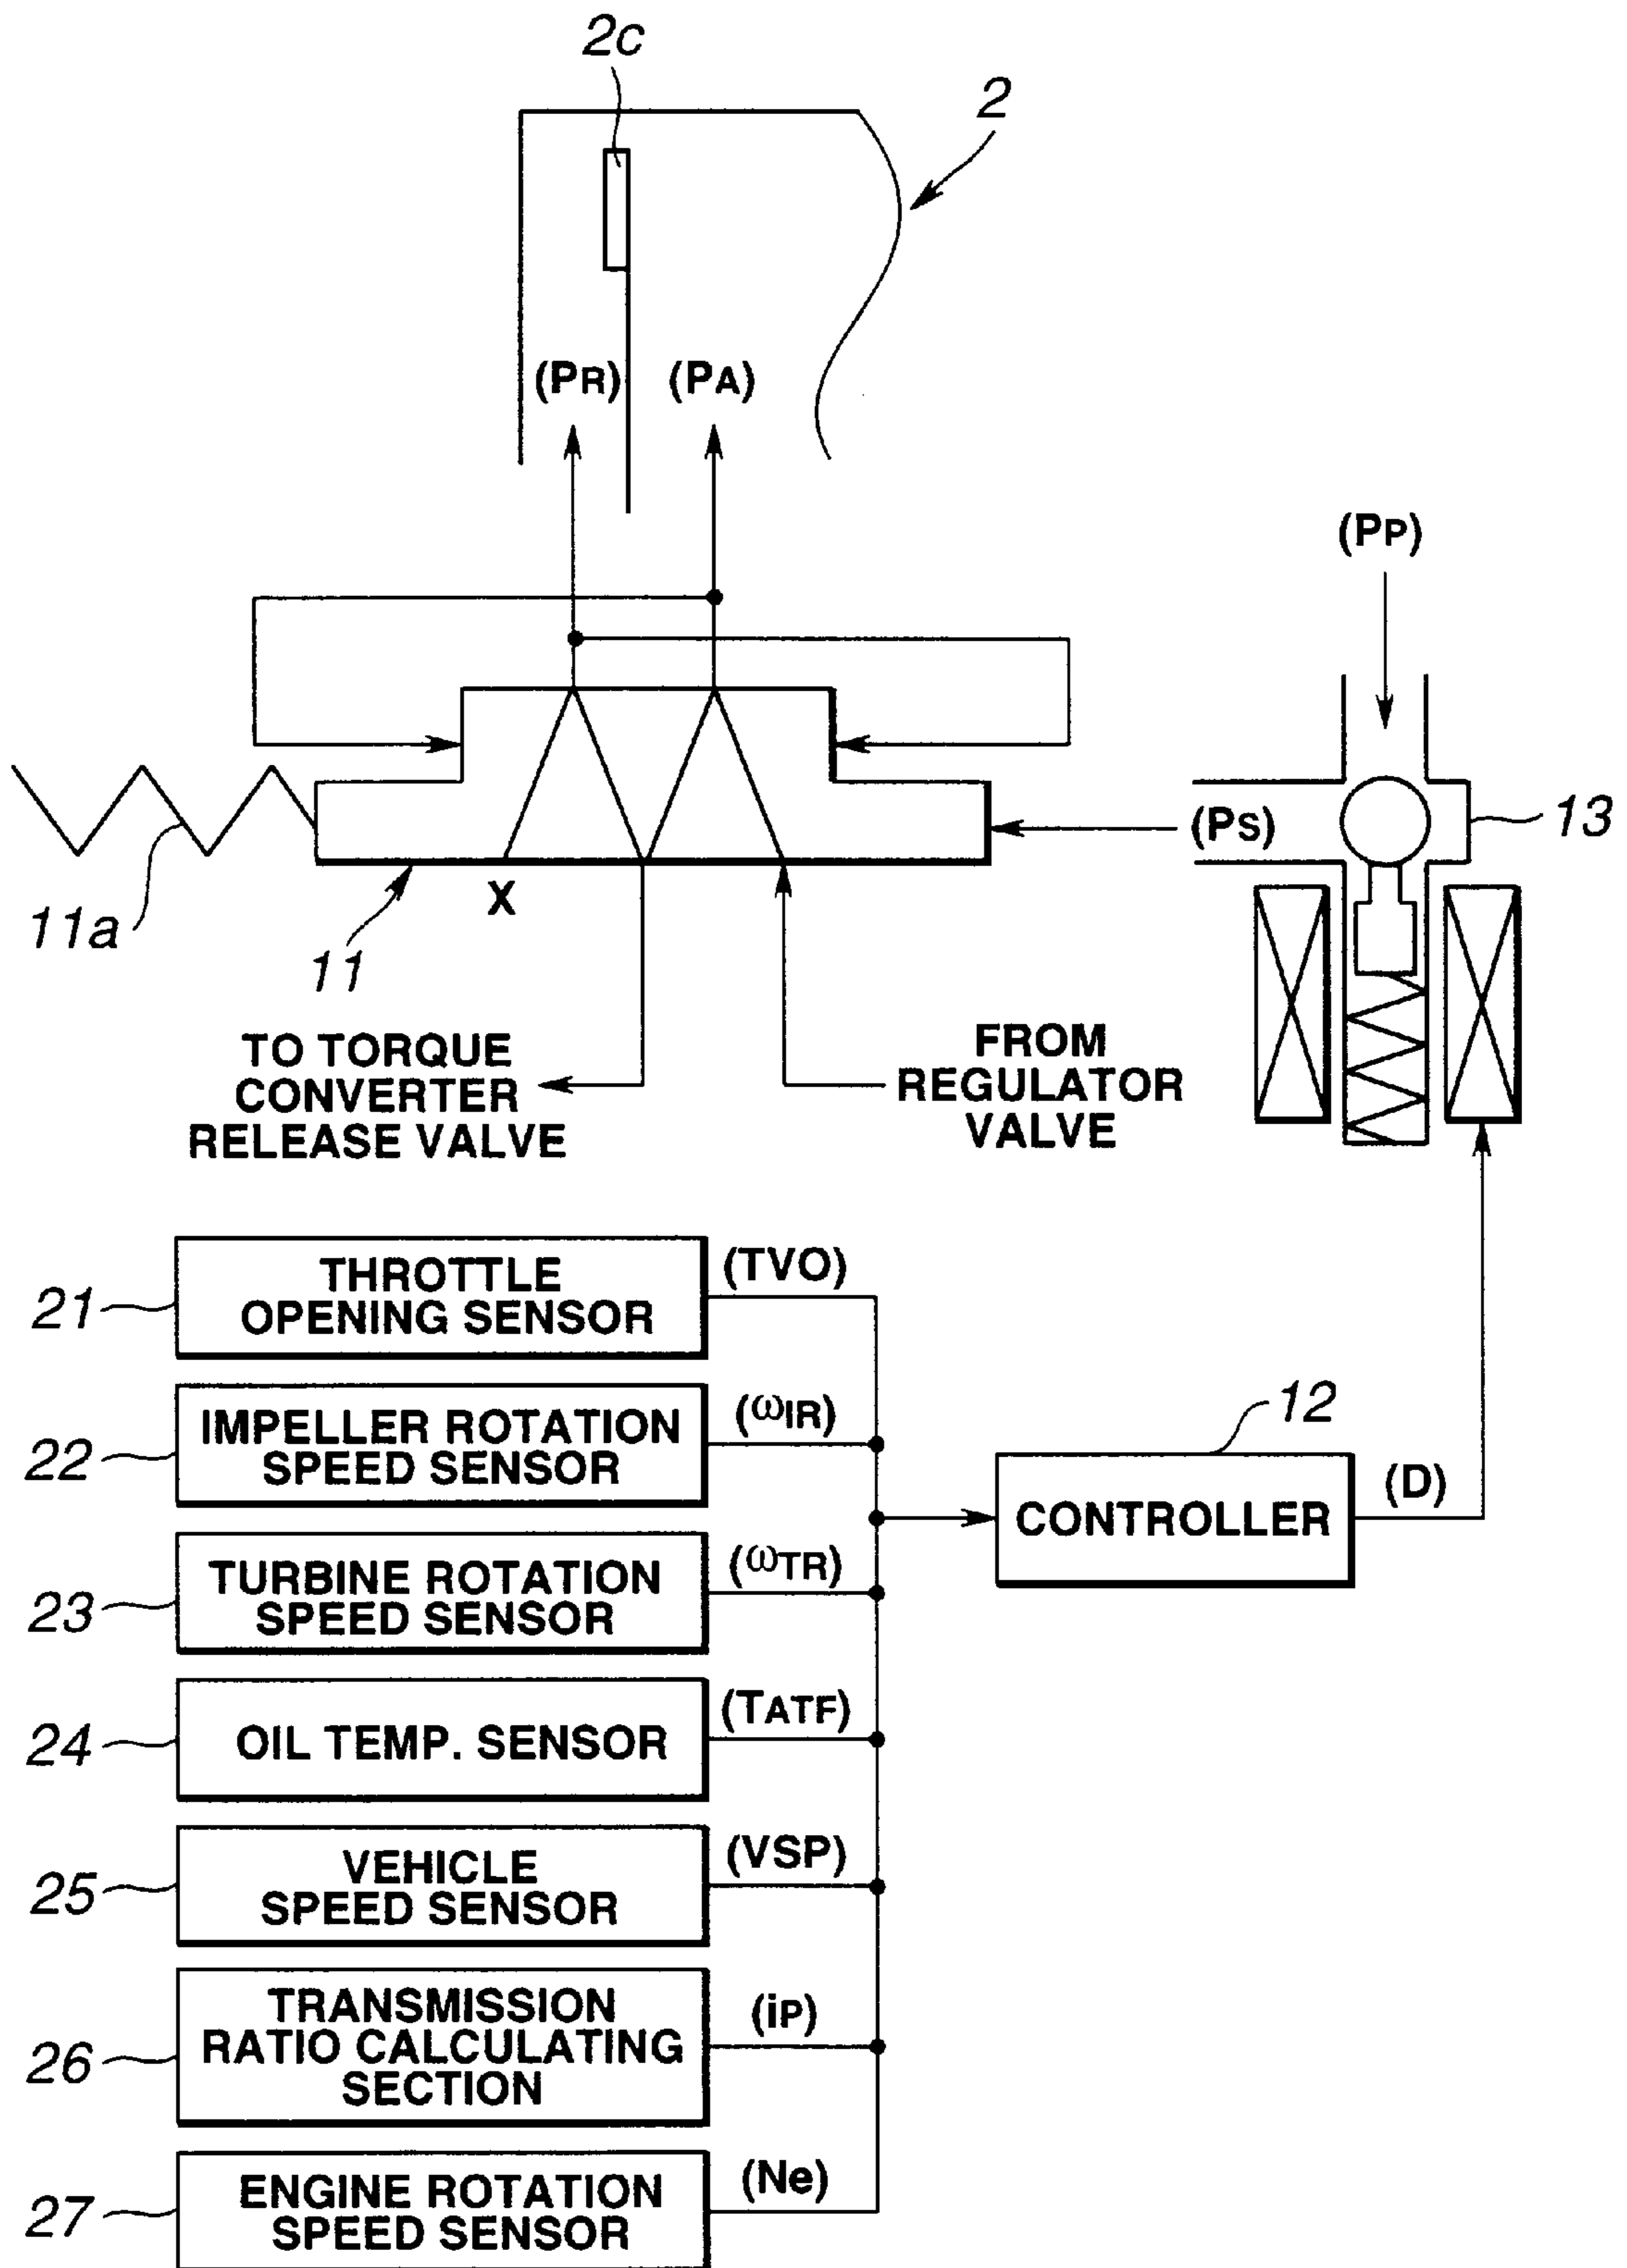 2c
2
(PR)
(PA)
(PP)
(PS)
13
11a
X
11
TO TORQUE
CONVERTER
RELEASE VALVE
FROM
REGULATOR
VALVE
21
THROTTLE
OPENING SENSOR
(TVO)
22
IMPELLER ROTATION
SPEED SENSOR
(ωIR)
12
CONTROLLER
(D)
23
TURBINE ROTATION
SPEED SENSOR
(ωTR)
24
OIL TEMP. SENSOR
(TATF)
25
VEHICLE
SPEED SENSOR
(VSP)
26
TRANSMISSION
RATIO CALCULATING
SECTION
(iP)
27
ENGINE ROTATION
SPEED SENSOR
(Ne)